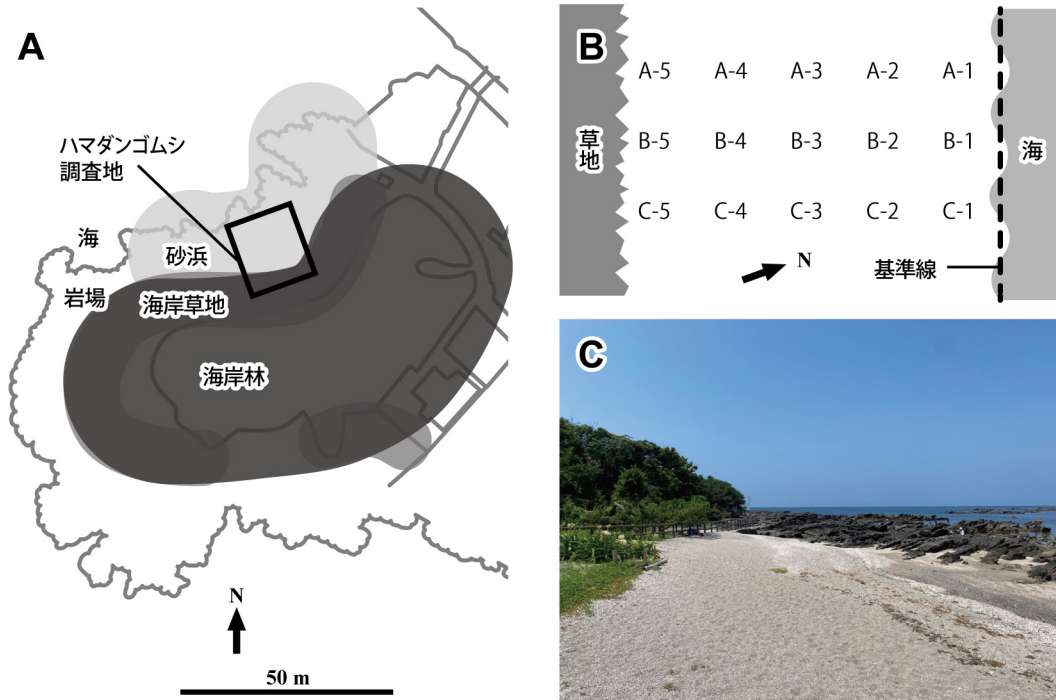 A
ハマダンゴムシ
調査地
海
砂浜
岩場
海岸草地
海岸林
N
50 m
B
A-5 A-4 A-3 A-2 A-1
B-5 B-4 B-3 B-2 B-1
C-5 C-4 C-3 C-2 C-1
草地
海
N
基準線
C